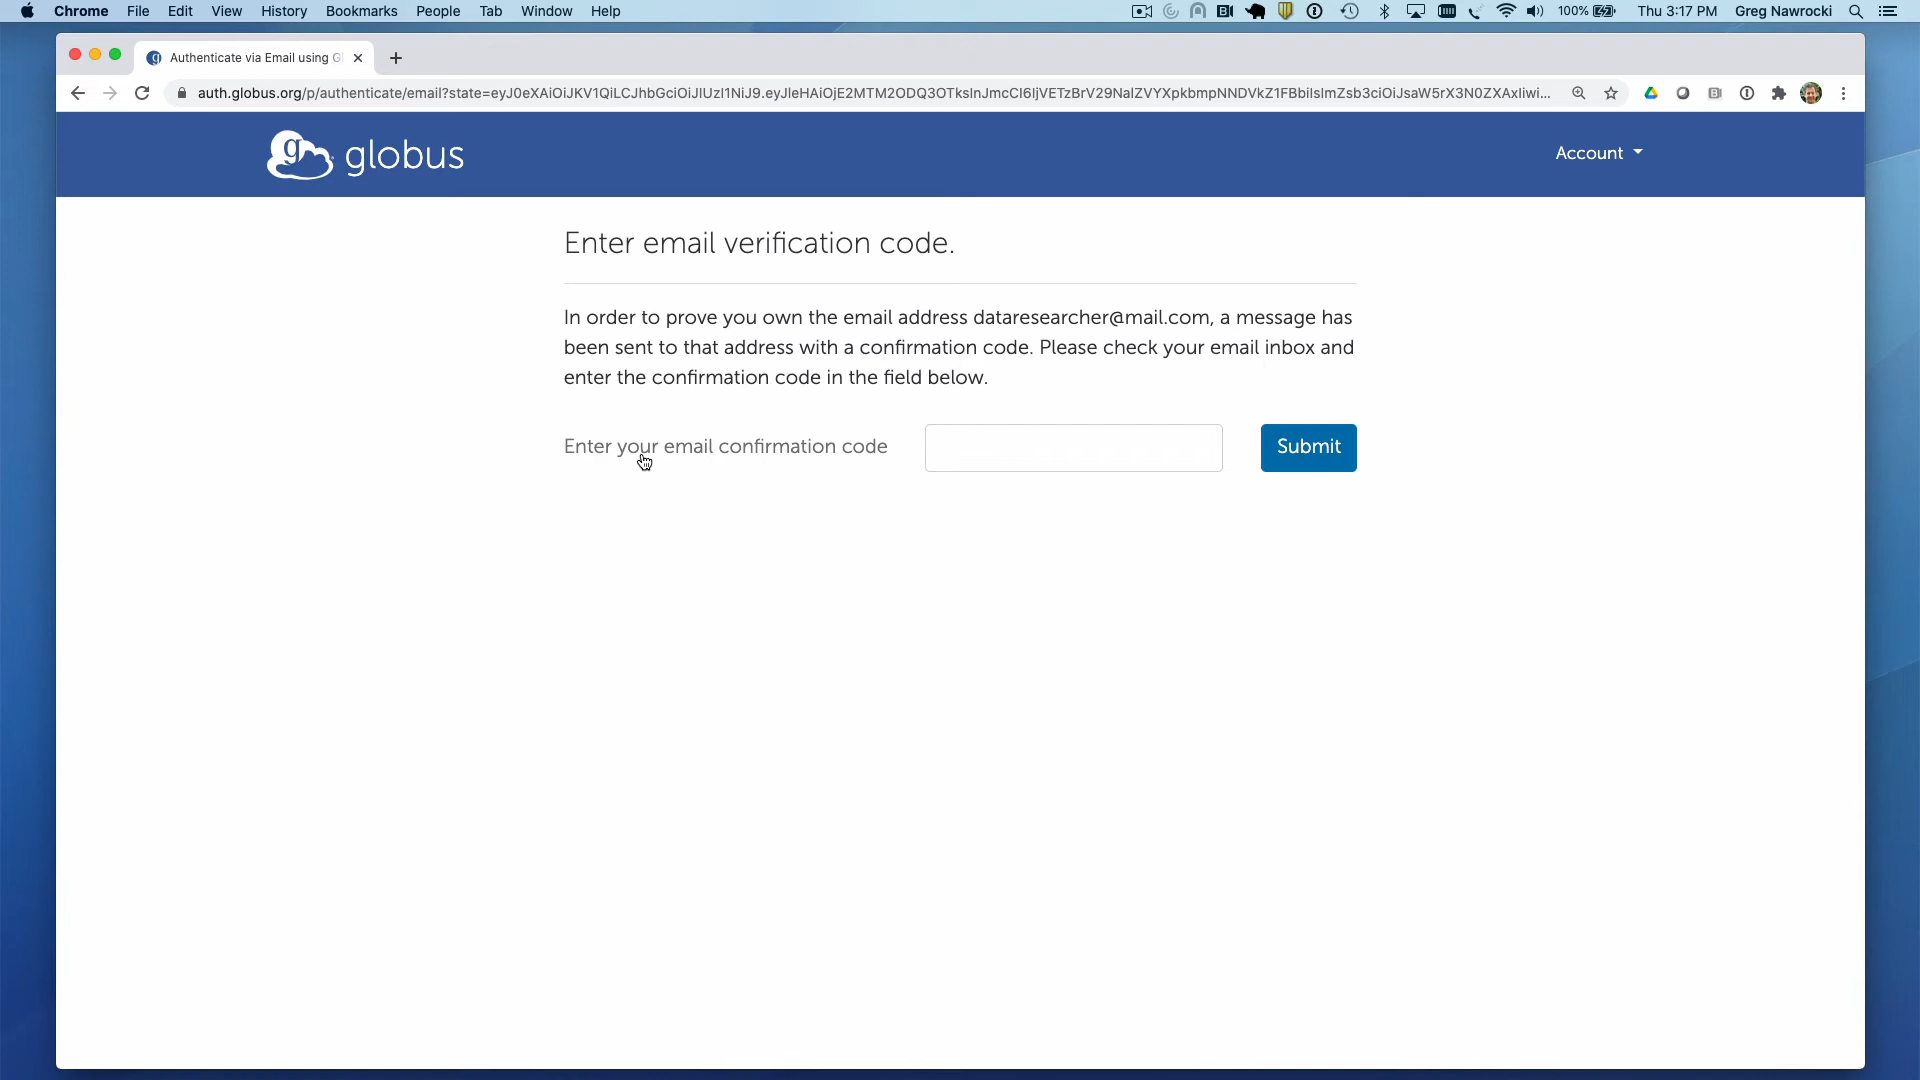 Chrome File Edit View History Bookmarks People Tab Window Help 100% Thu 3:17 PM Greg Nawrocki
Authenticate via Email using G
auth.globus.org/p/authenticate/email?state=
globus
Account
Enter email verification code.
In order to prove you own the email address dataresearcher@mail.com, a message has
been sent to that address with a confirmation code. Please check your email inbox and
enter the confirmation code in the field below.
Enter your email confirmation code
Submit